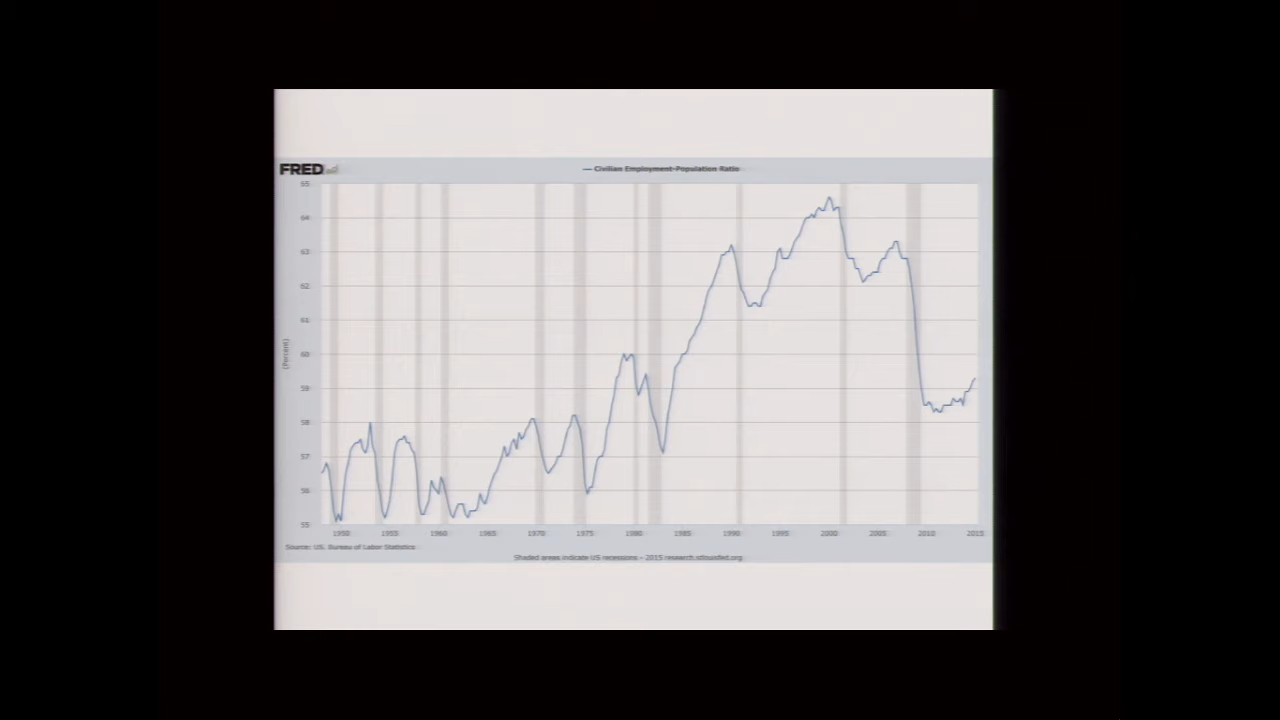 FRED
— Civilian Employment-Population Ratio
65
64
63
62
61
60
59
58
57
56
55
(Percent)
1950 1955 1960 1965 1970 1975 1980 1985 1990 1995 2000 2005 2010 2015
Source: US. Bureau of Labor Statistics
Shaded areas indicate US recessions - 2015 research.stlouisfed.org